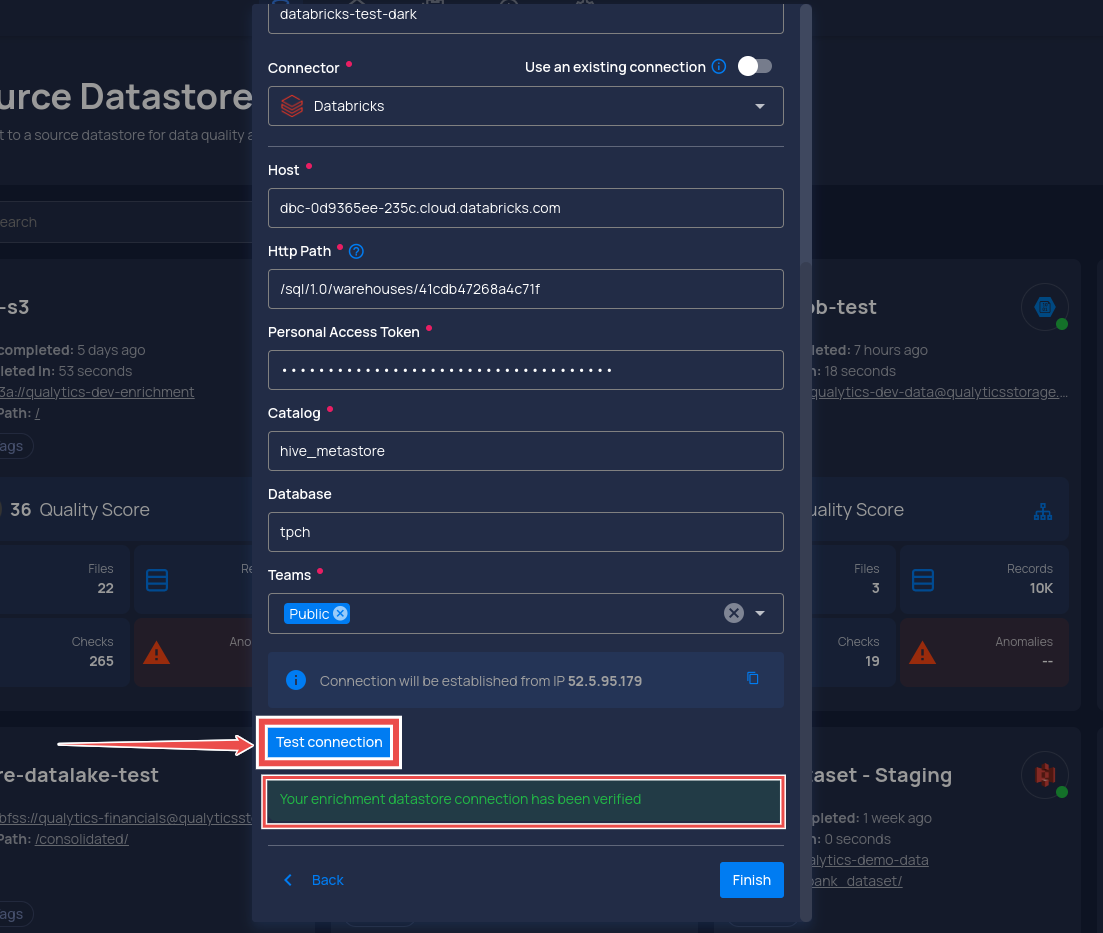 databricks-test-dark
Connector
Use an existing connection
Databricks
Host
dbc-0d9365ee-235c.cloud.databricks.com
Http Path
/sql/1.0/warehouses/41cdb47268a4c71f
Personal Access Token
••••••••••••••••••••••••••••••••••••
Catalog
hive_metastore
Database
tpch
Teams
Public
Connection will be established from IP 52.5.95.179
Test connection
Your enrichment datastore connection has been verified
Back
Finish
urce Datastore
t to a source datastore for data quality a
earch
-s3
completed: 5 days ago
leted In: 53 seconds
3a://qualytics-dev-enrichment
Path: /
ags
36 Quality Score
Files
22
Re
Checks
265
Ano
re-datalake-test
bfss://qualytics-financials@qualyticsst
Path: /consolidated/
ags
ob-test
leted: 7 hours ago
n: 18 seconds
qualytics-dev-data@qualyticsstorage....
uality Score
Files
3
Records
10K
Checks
19
Anomalies
--
aset - Staging
pleted: 1 week ago
n: 0 seconds
alytics-demo-data
bank_dataset/